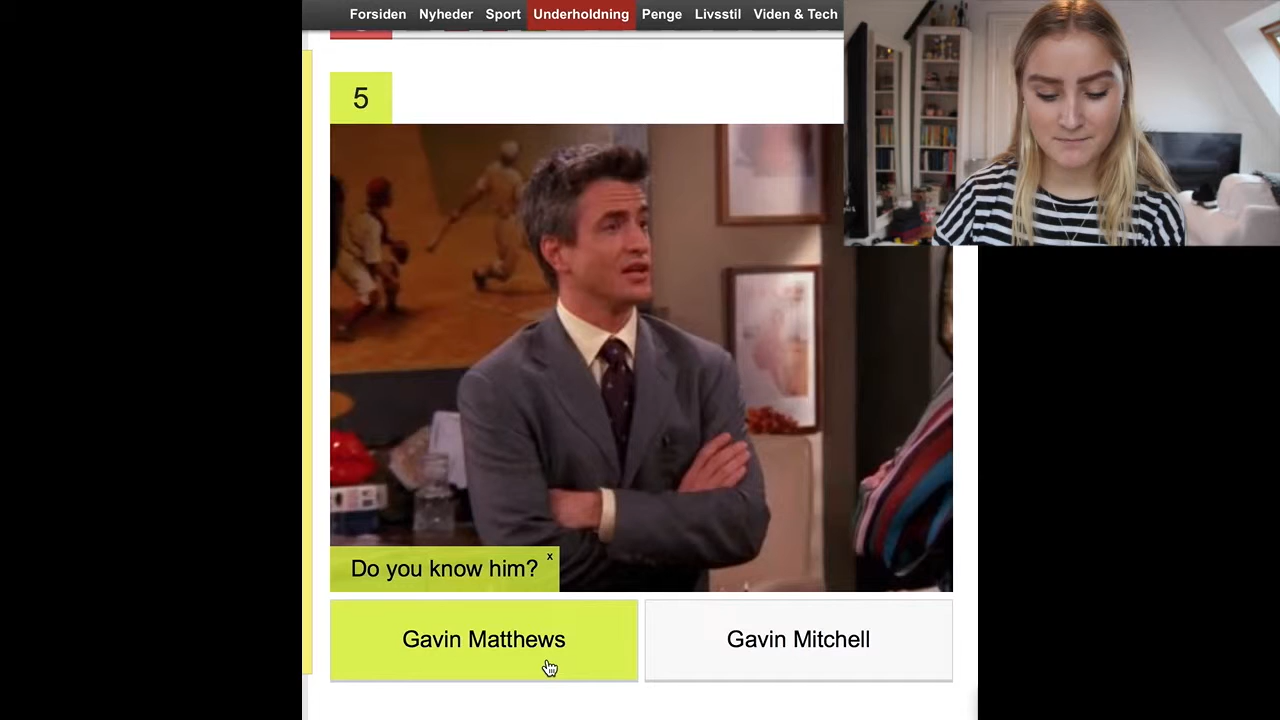 Forsiden Nyheder Sport Underholdning Penge Livsstil Viden & Tech
5
Do you know him? x
Gavin Matthews
Gavin Mitchell